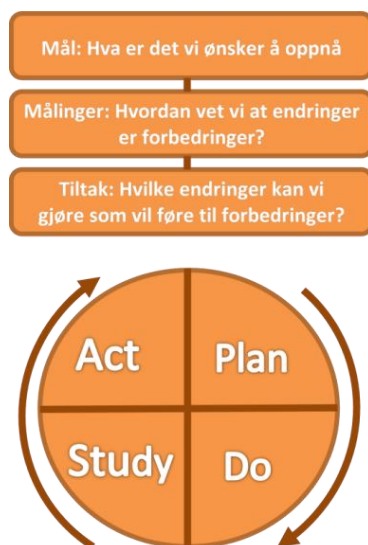 Mål: Hva er det vi ønsker å oppnå
Målinger: Hvordan vet vi at endringer
er forbedringer?
Tiltak: Hvilke endringer kan vi
gjøre som vil føre til forbedringer?
Act
Plan
Study
Do